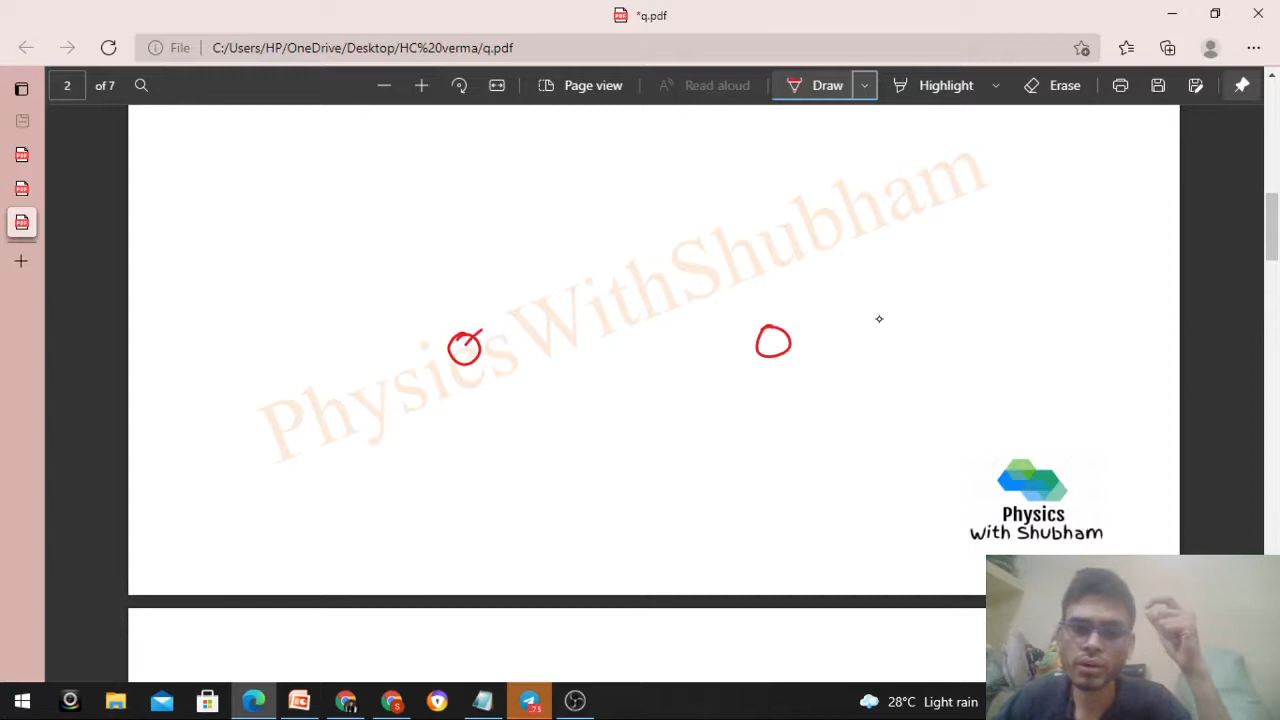 *q.pdf
File C:/Users/HP/OneDrive/Desktop/HC%20verma/q.pdf
2 of 7 Page view Read aloud Draw Highlight Erase
PhysicsWithShubham
Physics
With Shubham
.75
28°C Light rain